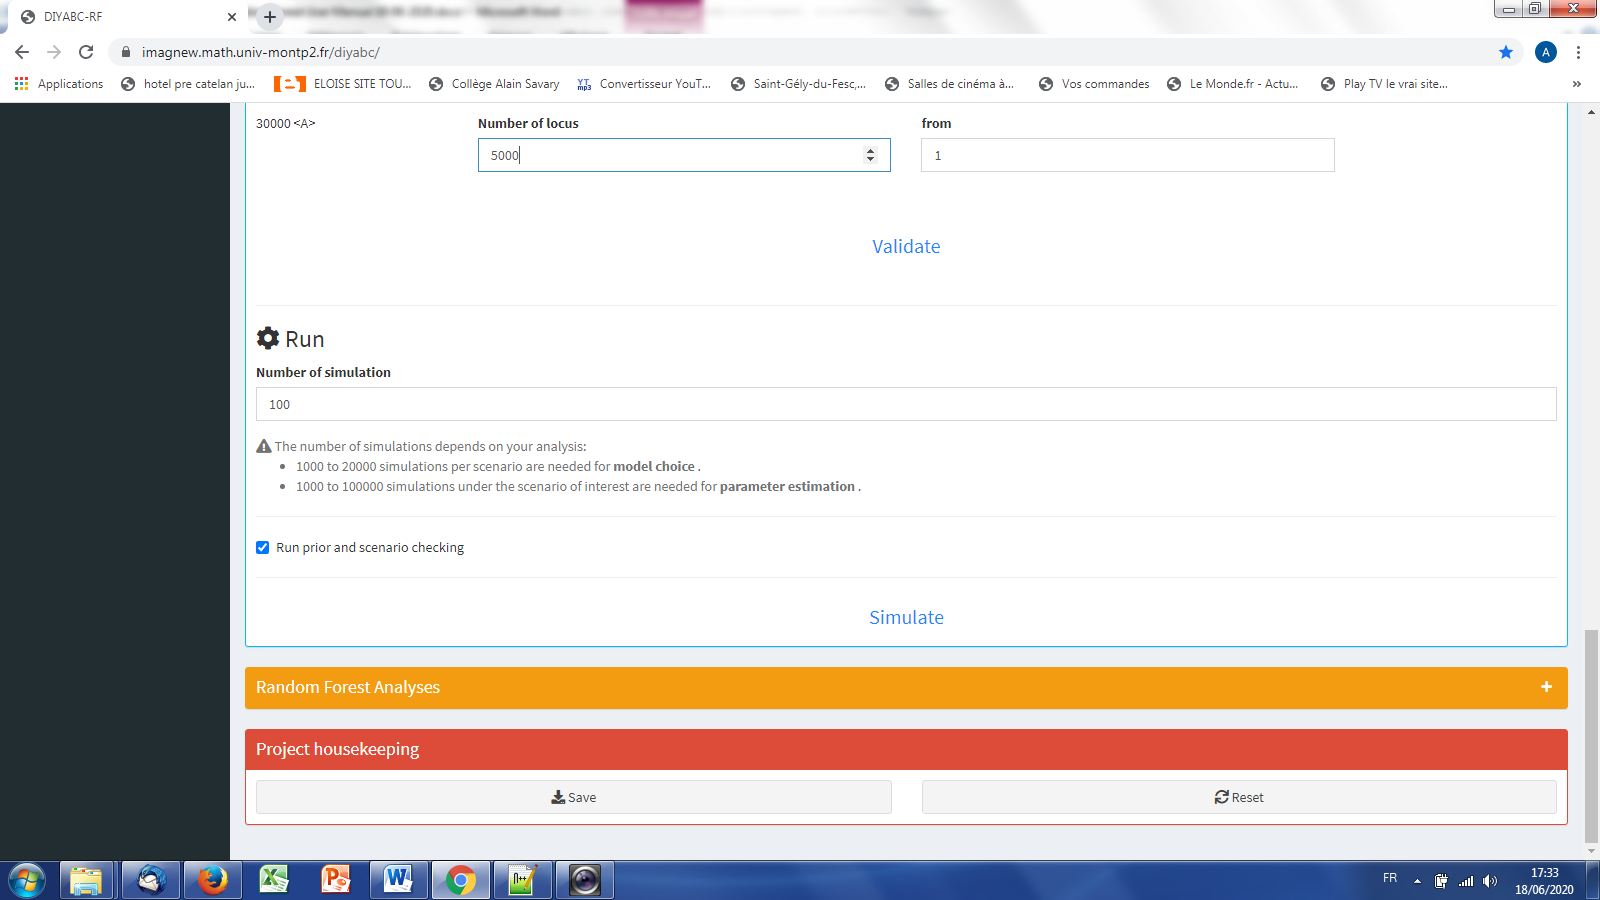 DIYABC-RF
imagnew.math.univ-montp2.fr/diyabc/
A
Applications
hotel pre catelan ju...
ELOISE SITE TOU...
Collège Alain Savary
YT mp3
Convertisseur YouT...
Saint-Gély-du-Fesc,...
Salles de cinéma à...
Vos commandes
Le Monde.fr - Actu...
Play TV le vrai site...
»
30000 <A>
Number of locus
from
5000
1
Validate
Run
Number of simulation
100
The number of simulations depends on your analysis:
• 1000 to 20000 simulations per scenario are needed for model choice .
• 1000 to 100000 simulations under the scenario of interest are needed for parameter estimation .
Run prior and scenario checking
Simulate
Random Forest Analyses
+
Project housekeeping
Save
Reset
FR
17:33
18/06/2020